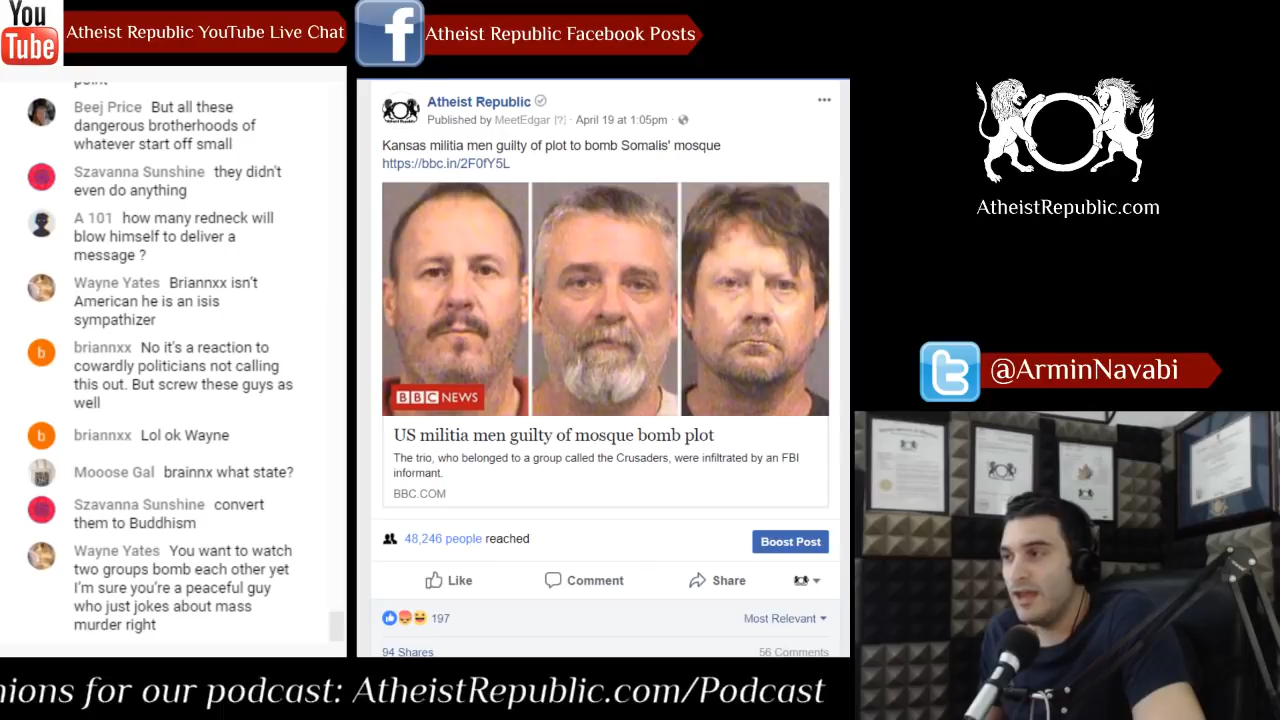 You
Tube
Atheist Republic YouTube Live Chat
Atheist Republic Facebook Posts
point
Beej Price But all these
dangerous brotherhoods of
whatever start off small
Szavanna Sunshine they didn't
even do anything
A 101 how many redneck will
blow himself to deliver a
message ?
Wayne Yates Briannxx isn't
American he is an isis
sympathizer
b briannxx No it's a reaction to
cowardly politicians not calling
this out. But screw these guys as
well
b briannxx Lol ok Wayne
Mooose Gal brainnx what state?
Szavanna Sunshine convert
them to Buddhism
Wayne Yates You want to watch
two groups bomb each other yet
I'm sure you're a peaceful guy
who just jokes about mass
murder right
Atheist Republic
Published by MeetEdgar [?] · April 19 at 1:05pm ·
Kansas militia men guilty of plot to bomb Somalis' mosque
https://bbc.in/2F0fY5L
BBC NEWS
US militia men guilty of mosque bomb plot
The trio, who belonged to a group called the Crusaders, were infiltrated by an FBI
informant.
BBC.COM
48,246 people reached
Boost Post
Like Comment Share
197 Most Relevant
94 Shares 56 Comments
AtheistRepublic.com
@ArminNavabi
nions for our podcast: AtheistRepublic.com/Podcast